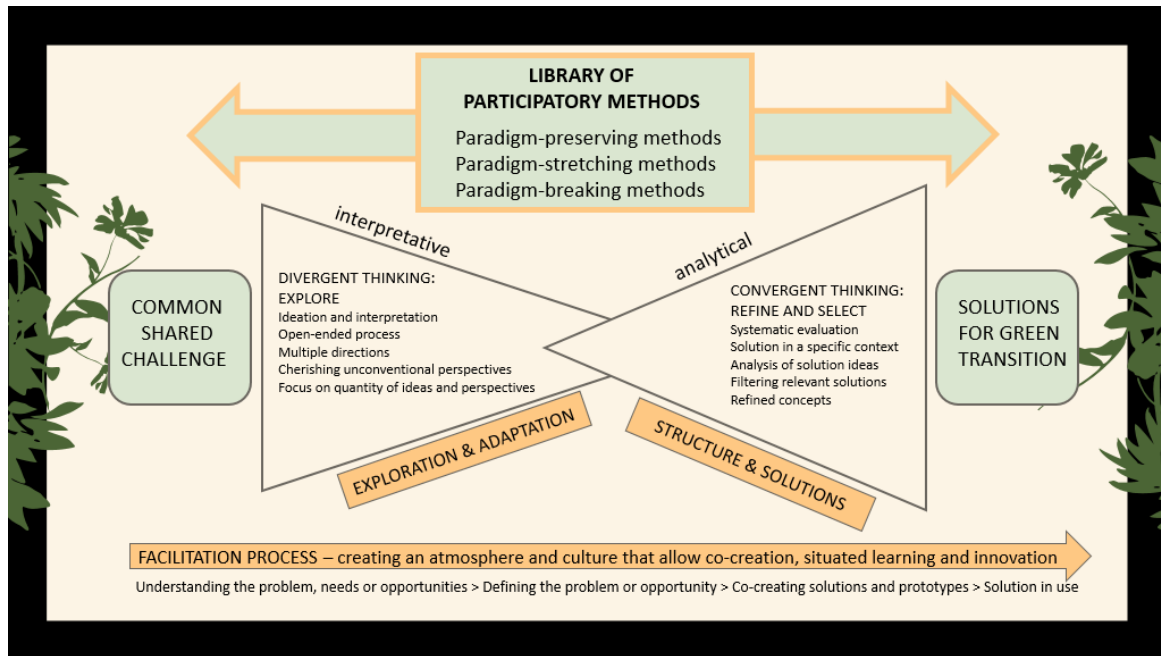 LIBRARY OF
PARTICIPATORY METHODS
Paradigm-preserving methods
Paradigm-stretching methods
Paradigm-breaking methods
interpretative
analytical
COMMON
SHARED
CHALLENGE
DIVERGENT THINKING:
EXPLORE
Ideation and interpretation
Open-ended process
Multiple directions
Cherishing unconventional perspectives
Focus on quantity of ideas and perspectives
CONVERGENT THINKING:
REFINE AND SELECT
Systematic evaluation
Solution in a specific context
Analysis of solution ideas
Filtering relevant solutions
Refined concepts
SOLUTIONS
FOR GREEN
TRANSITION
EXPLORATION & ADAPTATION
STRUCTURE & SOLUTIONS
FACILITATION PROCESS – creating an atmosphere and culture that allow co-creation, situated learning and innovation
Understanding the problem, needs or opportunities > Defining the problem or opportunity > Co-creating solutions and prototypes > Solution in use